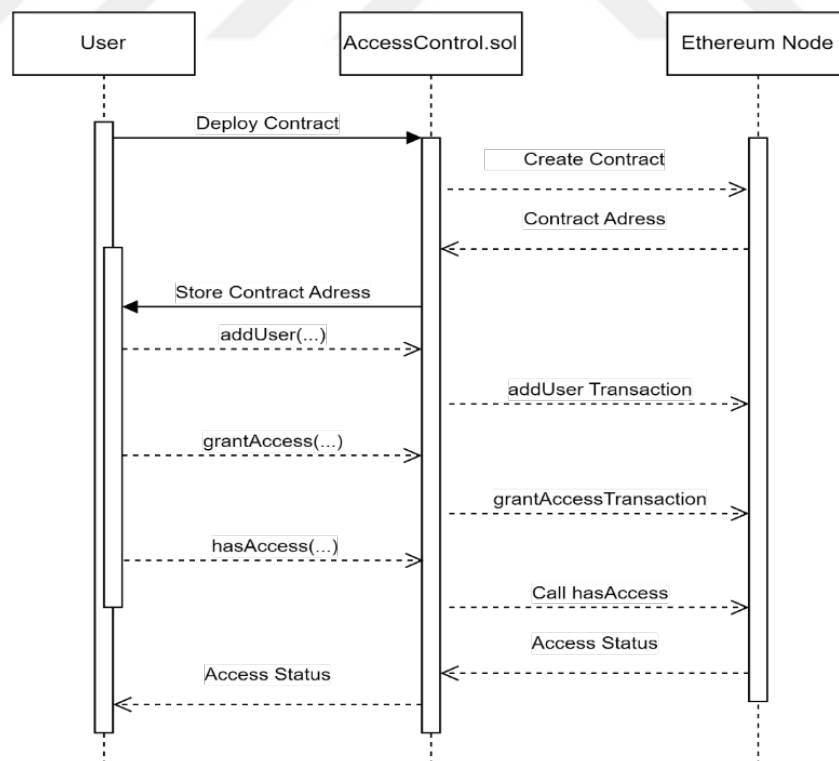 User
AccessControl.sol
Ethereum Node
Deploy Contract
Create Contract
Contract Adress
Store Contract Adress
addUser(...)
addUser Transaction
grantAccess(...)
grantAccessTransaction
hasAccess(...)
Call hasAccess
Access Status
Access Status